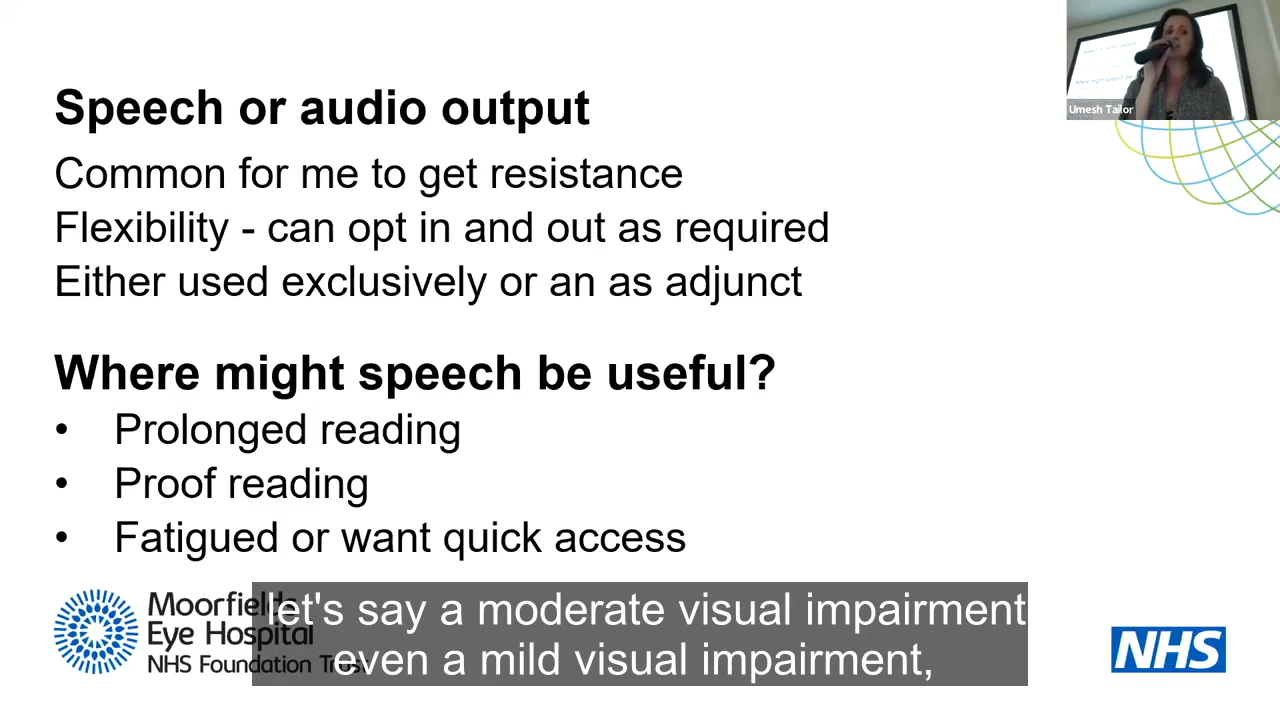 Speech or audio output
Common for me to get resistance
Flexibility - can opt in and out as required
Either used exclusively or an as adjunct
Where might speech be useful?
• Prolonged reading
• Proof reading
• Fatigued or want quick access
Umesh Tailor
Moorfields
Eye Hospital
NHS Foundation Trust
let's say a moderate visual impairment
even a mild visual impairment,
NHS